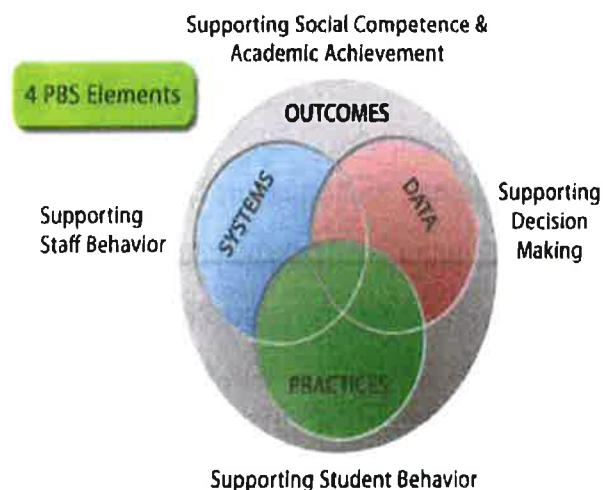 Supporting Social Competence &
Academic Achievement
4 PBS Elements
OUTCOMES
SYSTEMS
DATA
Supporting
Staff Behavior
Supporting
Decision
Making
PRACTICES
Supporting Student Behavior